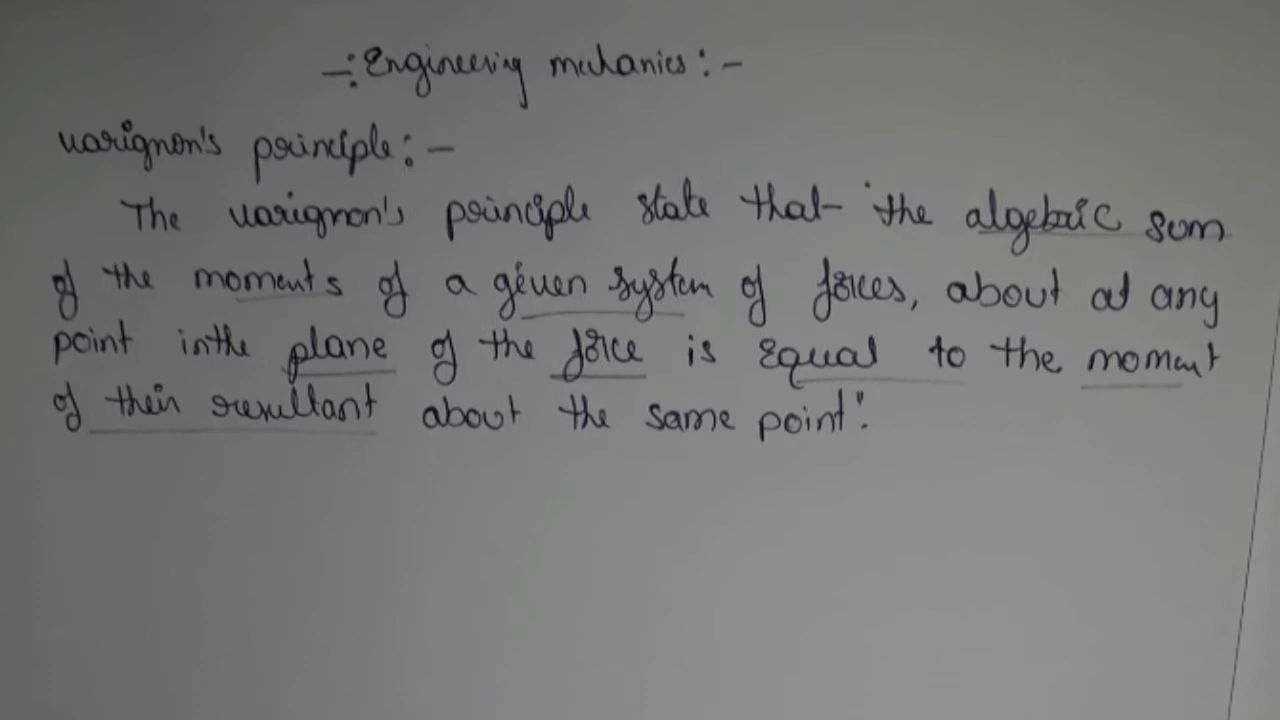 -: Engineering mechanics :-
varignon's principle :-
The varignon's principle state that "the algebraic sum
of the moments of a given system of forces, about at any
point in the plane of the force is equal to the moment
of their resultant about the same point".